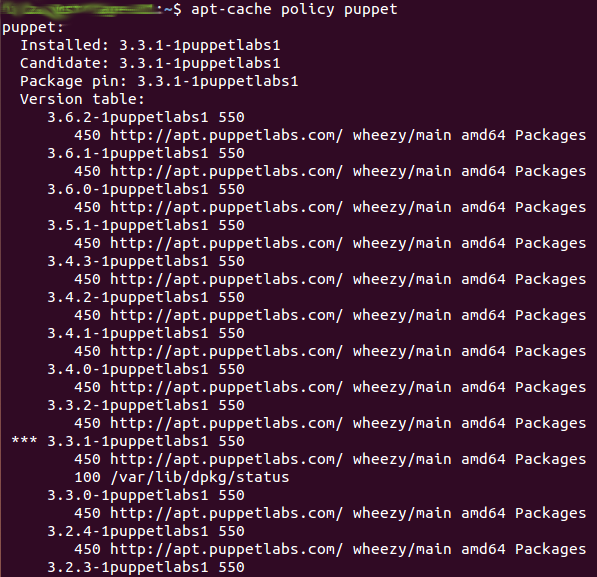 :~$ apt-cache policy puppet
puppet:
  Installed: 3.3.1-1puppetlabs1
  Candidate: 3.3.1-1puppetlabs1
  Package pin: 3.3.1-1puppetlabs1
  Version table:
     3.6.2-1puppetlabs1 550
        450 http://apt.puppetlabs.com/ wheezy/main amd64 Packages
     3.6.1-1puppetlabs1 550
        450 http://apt.puppetlabs.com/ wheezy/main amd64 Packages
     3.6.0-1puppetlabs1 550
        450 http://apt.puppetlabs.com/ wheezy/main amd64 Packages
     3.5.1-1puppetlabs1 550
        450 http://apt.puppetlabs.com/ wheezy/main amd64 Packages
     3.4.3-1puppetlabs1 550
        450 http://apt.puppetlabs.com/ wheezy/main amd64 Packages
     3.4.2-1puppetlabs1 550
        450 http://apt.puppetlabs.com/ wheezy/main amd64 Packages
     3.4.1-1puppetlabs1 550
        450 http://apt.puppetlabs.com/ wheezy/main amd64 Packages
     3.4.0-1puppetlabs1 550
        450 http://apt.puppetlabs.com/ wheezy/main amd64 Packages
     3.3.2-1puppetlabs1 550
        450 http://apt.puppetlabs.com/ wheezy/main amd64 Packages
 *** 3.3.1-1puppetlabs1 550
        450 http://apt.puppetlabs.com/ wheezy/main amd64 Packages
        100 /var/lib/dpkg/status
     3.3.0-1puppetlabs1 550
        450 http://apt.puppetlabs.com/ wheezy/main amd64 Packages
     3.2.4-1puppetlabs1 550
        450 http://apt.puppetlabs.com/ wheezy/main amd64 Packages
     3.2.3-1puppetlabs1 550